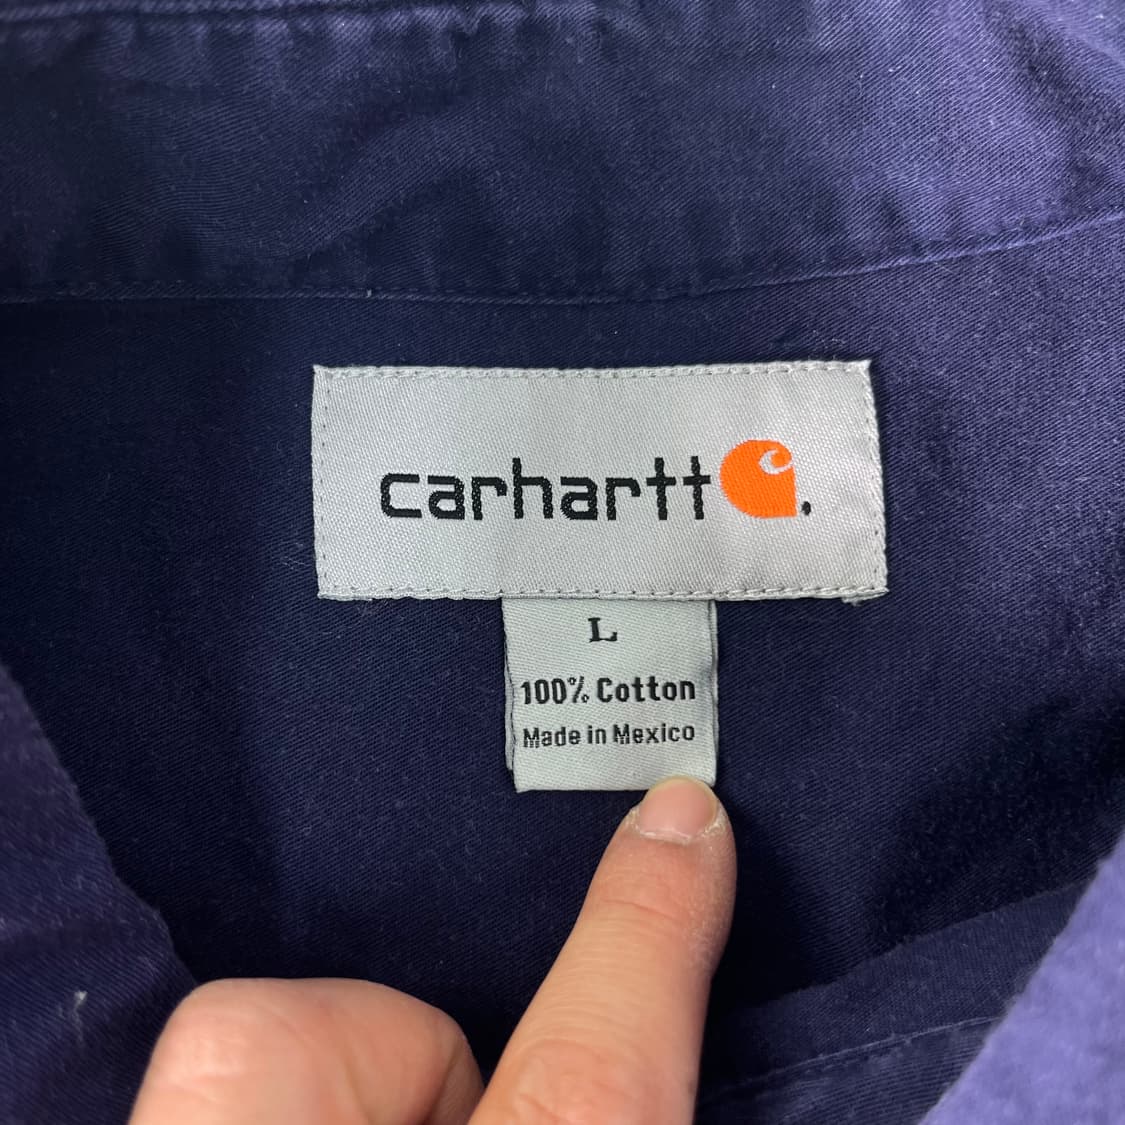 carhartt.
L
100% Cotton
Made in Mexico